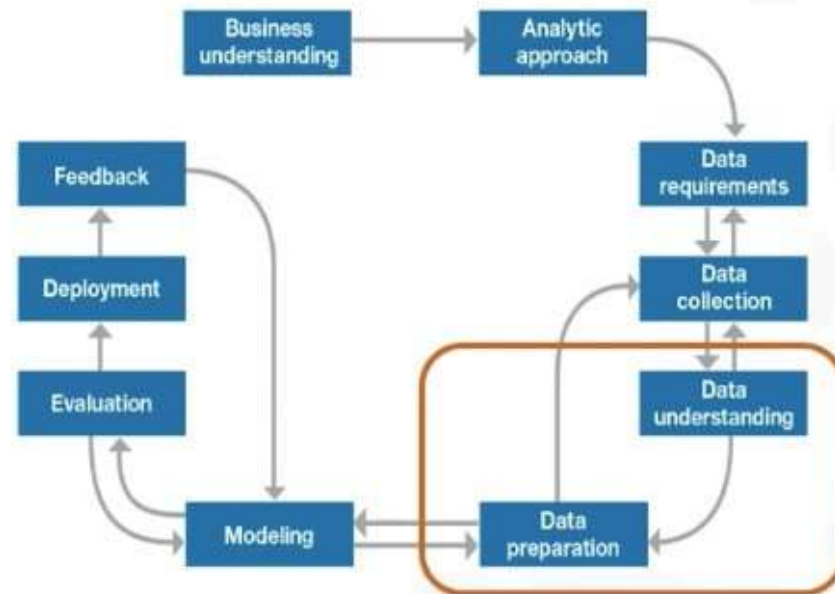 Business
understanding
Analytic
approach
Data
requirements
Feedback
Data
collection
Deployment
Data
understanding
Evaluation
Modeling
Data
preparation